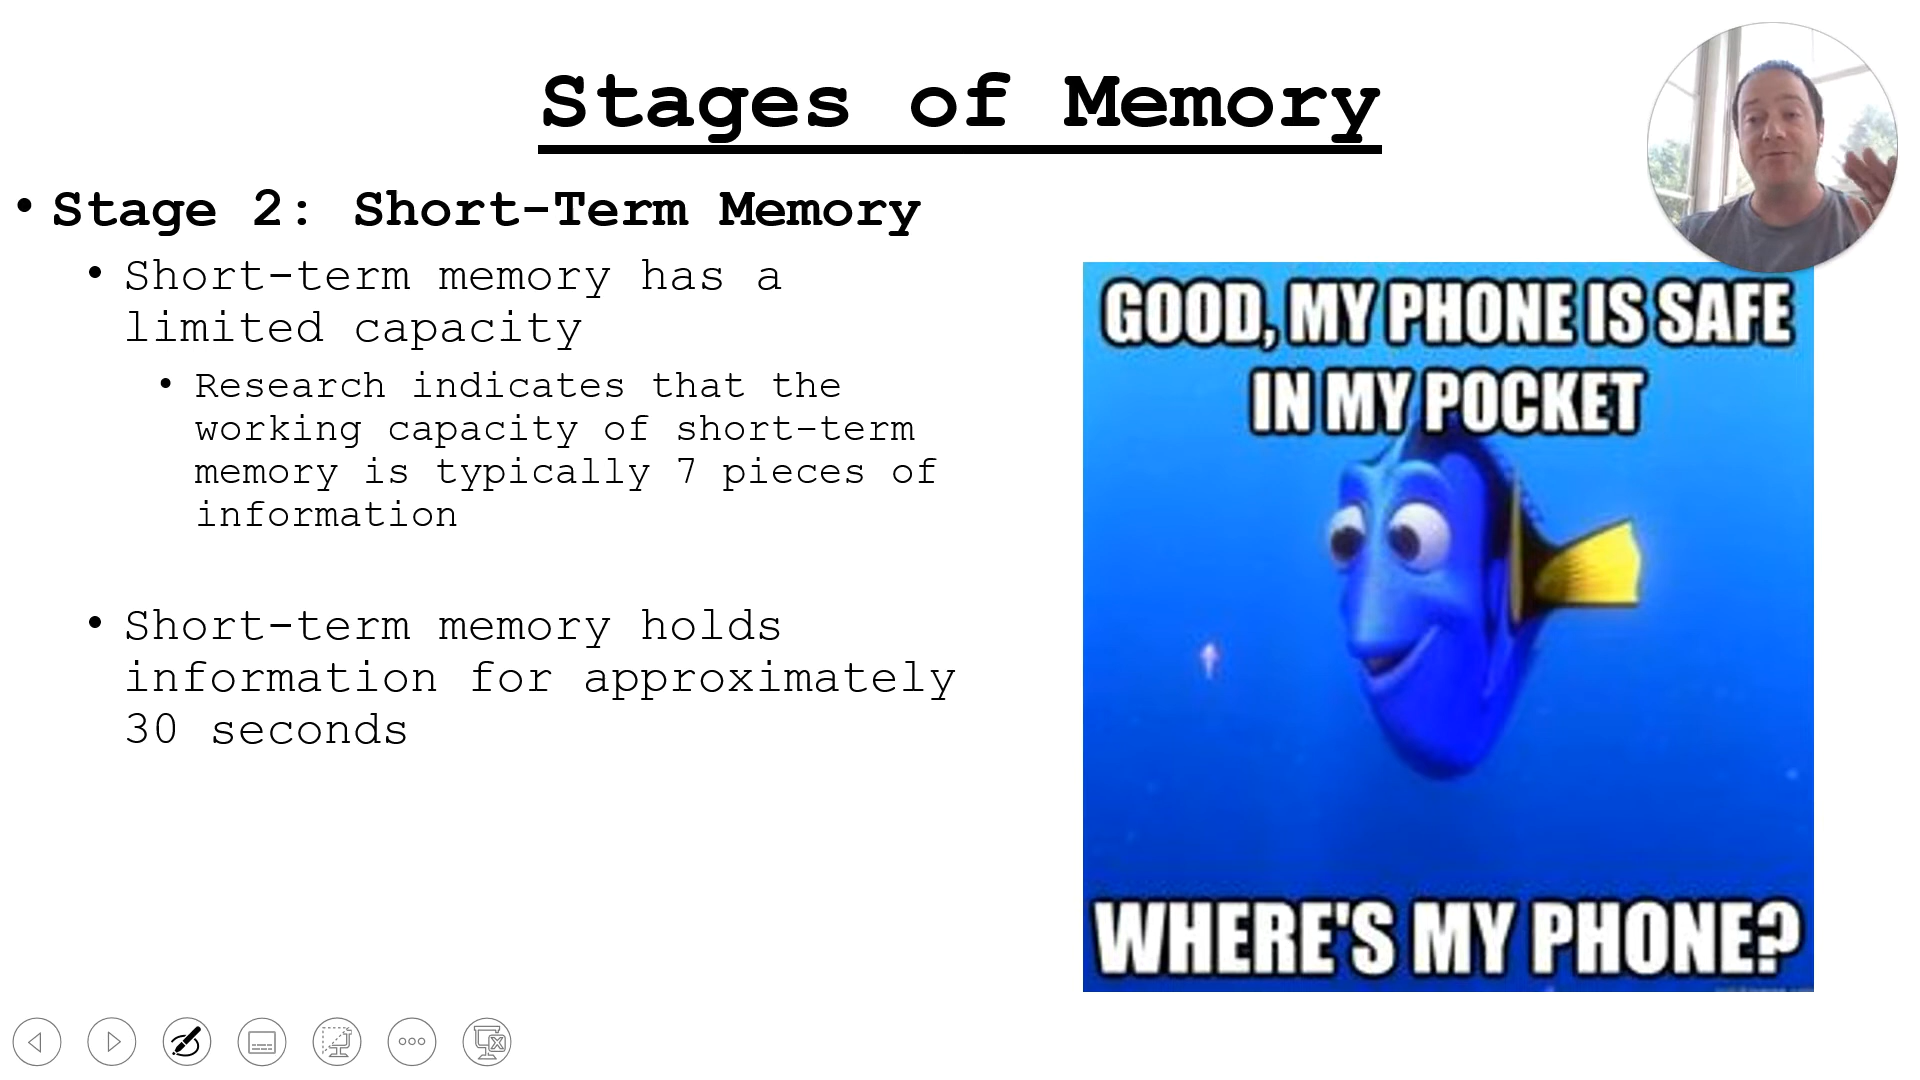 Stages of Memory
• Stage 2: Short-Term Memory
• Short-term memory has a
limited capacity
• Research indicates that the
working capacity of short-term
memory is typically 7 pieces of
information
• Short-term memory holds
information for approximately
30 seconds
GOOD, MY PHONE IS SAFE
IN MY POCKET
WHERE'S MY PHONE?